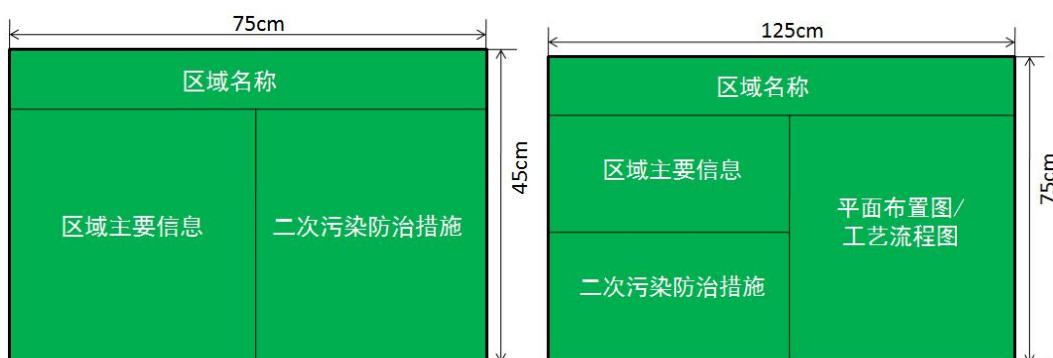 75cm
区域名称
区域主要信息
二次污染防治措施
45cm
125cm
区域名称
区域主要信息
二次污染防治措施
平面布置图/
工艺流程图
75cm